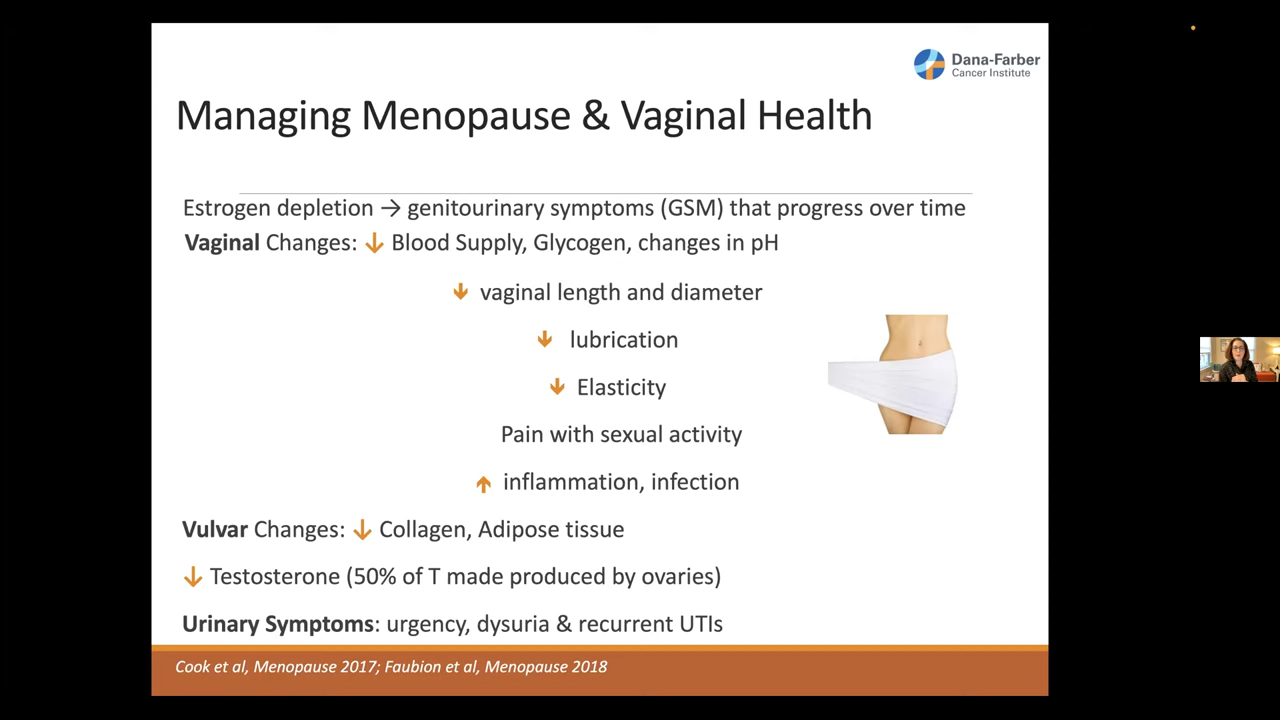 Dana-Farber
Cancer Institute
Managing Menopause & Vaginal Health
Estrogen depletion → genitourinary symptoms (GSM) that progress over time
Vaginal Changes: ↓ Blood Supply, Glycogen, changes in pH
↓ vaginal length and diameter
↓ lubrication
↓ Elasticity
Pain with sexual activity
↑ inflammation, infection
Vulvar Changes: ↓ Collagen, Adipose tissue
↓ Testosterone (50% of T made produced by ovaries)
Urinary Symptoms: urgency, dysuria & recurrent UTIs
Cook et al, Menopause 2017; Faubion et al, Menopause 2018